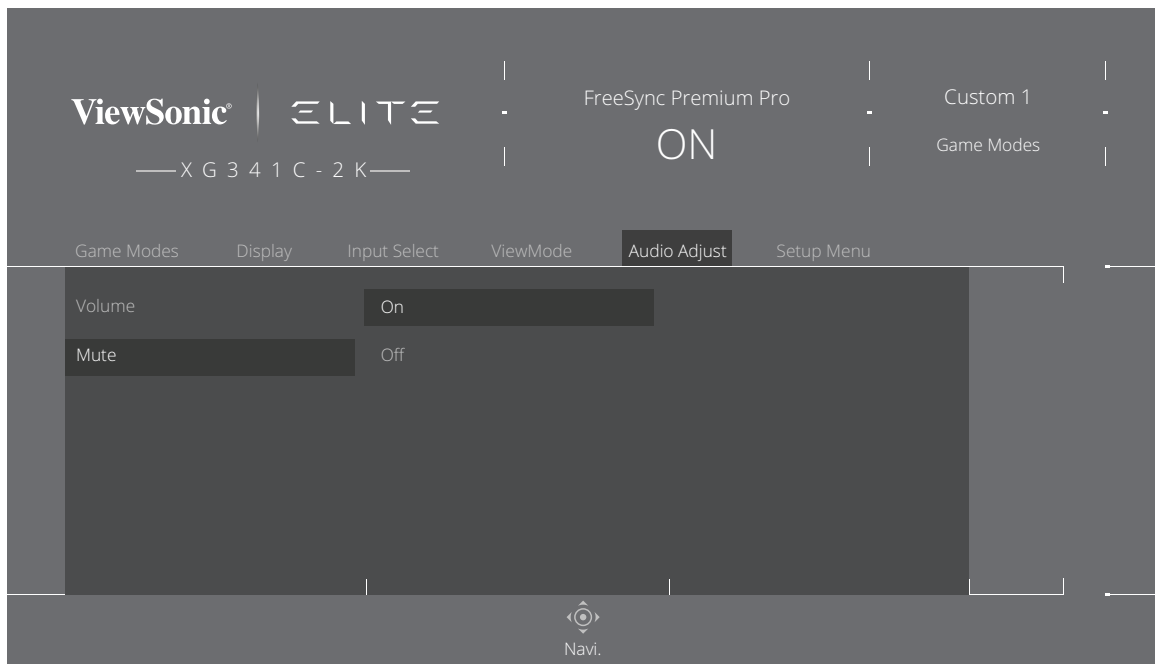 ViewSonic® ELITE
XG341C-2K
FreeSync Premium Pro
ON
Custom 1
Game Modes
Game Modes Display Input Select ViewMode Audio Adjust Setup Menu
Volume On
Mute Off
Navi.